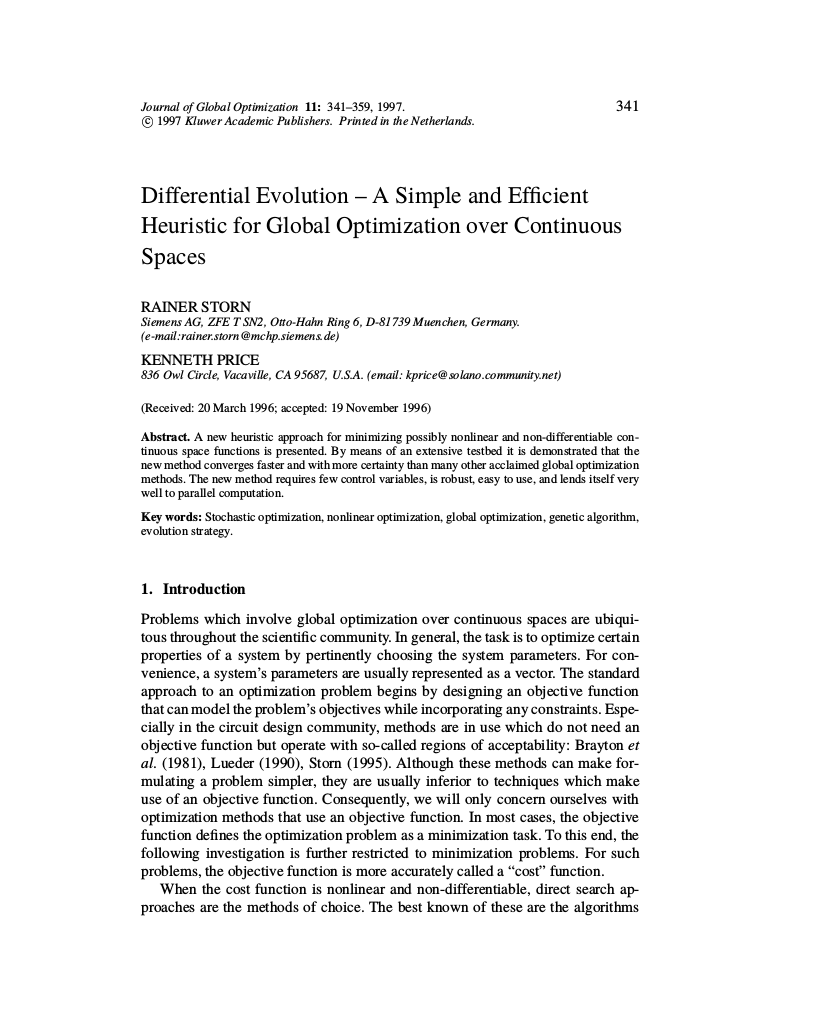 Journal of Global Optimization 11: 341–359, 1997. 341
© 1997 Kluwer Academic Publishers. Printed in the Netherlands.
Differential Evolution – A Simple and Efficient
Heuristic for Global Optimization over Continuous
Spaces
RAINER STORN
Siemens AG, ZFE T SN2, Otto-Hahn Ring 6, D-81739 Muenchen, Germany.
(e-mail:rainer.storn@mchp.siemens.de)
KENNETH PRICE
836 Owl Circle, Vacaville, CA 95687, U.S.A. (email: kprice@solano.community.net)
(Received: 20 March 1996; accepted: 19 November 1996)
Abstract. A new heuristic approach for minimizing possibly nonlinear and non-differentiable con-
tinuous space functions is presented. By means of an extensive testbed it is demonstrated that the
new method converges faster and with more certainty than many other acclaimed global optimization
methods. The new method requires few control variables, is robust, easy to use, and lends itself very
well to parallel computation.
Key words: Stochastic optimization, nonlinear optimization, global optimization, genetic algorithm,
evolution strategy.
1. Introduction
Problems which involve global optimization over continuous spaces are ubiqui-
tous throughout the scientific community. In general, the task is to optimize certain
properties of a system by pertinently choosing the system parameters. For con-
venience, a system's parameters are usually represented as a vector. The standard
approach to an optimization problem begins by designing an objective function
that can model the problem's objectives while incorporating any constraints. Espe-
cially in the circuit design community, methods are in use which do not need an
objective function but operate with so-called regions of acceptability: Brayton et
al. (1981), Lueder (1990), Storn (1995). Although these methods can make for-
mulating a problem simpler, they are usually inferior to techniques which make
use of an objective function. Consequently, we will only concern ourselves with
optimization methods that use an objective function. In most cases, the objective
function defines the optimization problem as a minimization task. To this end, the
following investigation is further restricted to minimization problems. For such
problems, the objective function is more accurately called a “cost” function.
When the cost function is nonlinear and non-differentiable, direct search ap-
proaches are the methods of choice. The best known of these are the algorithms